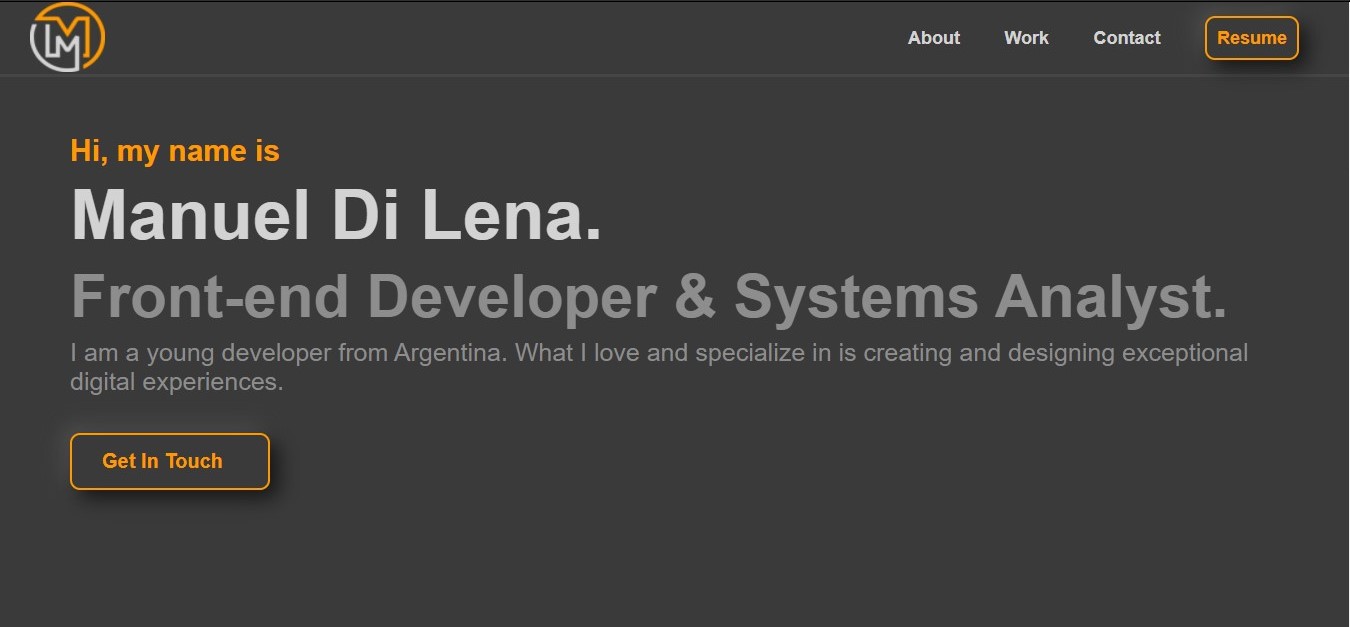 About Work Contact Resume
Hi, my name is
Manuel Di Lena.
Front-end Developer & Systems Analyst.
I am a young developer from Argentina. What I love and specialize in is creating and designing exceptional
digital experiences.
Get In Touch